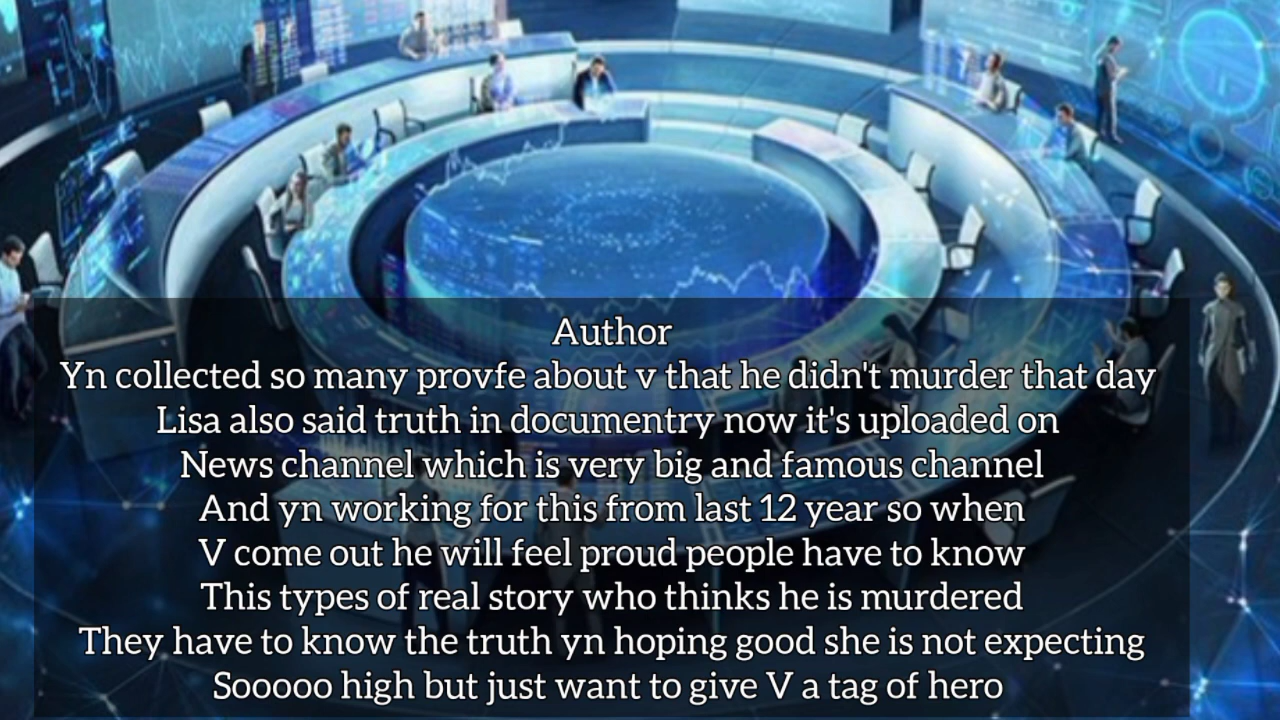 Author
Yn collected so many provfe about v that he didn't murder that day
Lisa also said truth in documentry now it's uploaded on
News channel which is very big and famous channel
And yn working for this from last 12 year so when
V come out he will feel proud people have to know
This types of real story who thinks he is murdered
They have to know the truth yn hoping good she is not expecting
Sooooo high but just want to give V a tag of hero